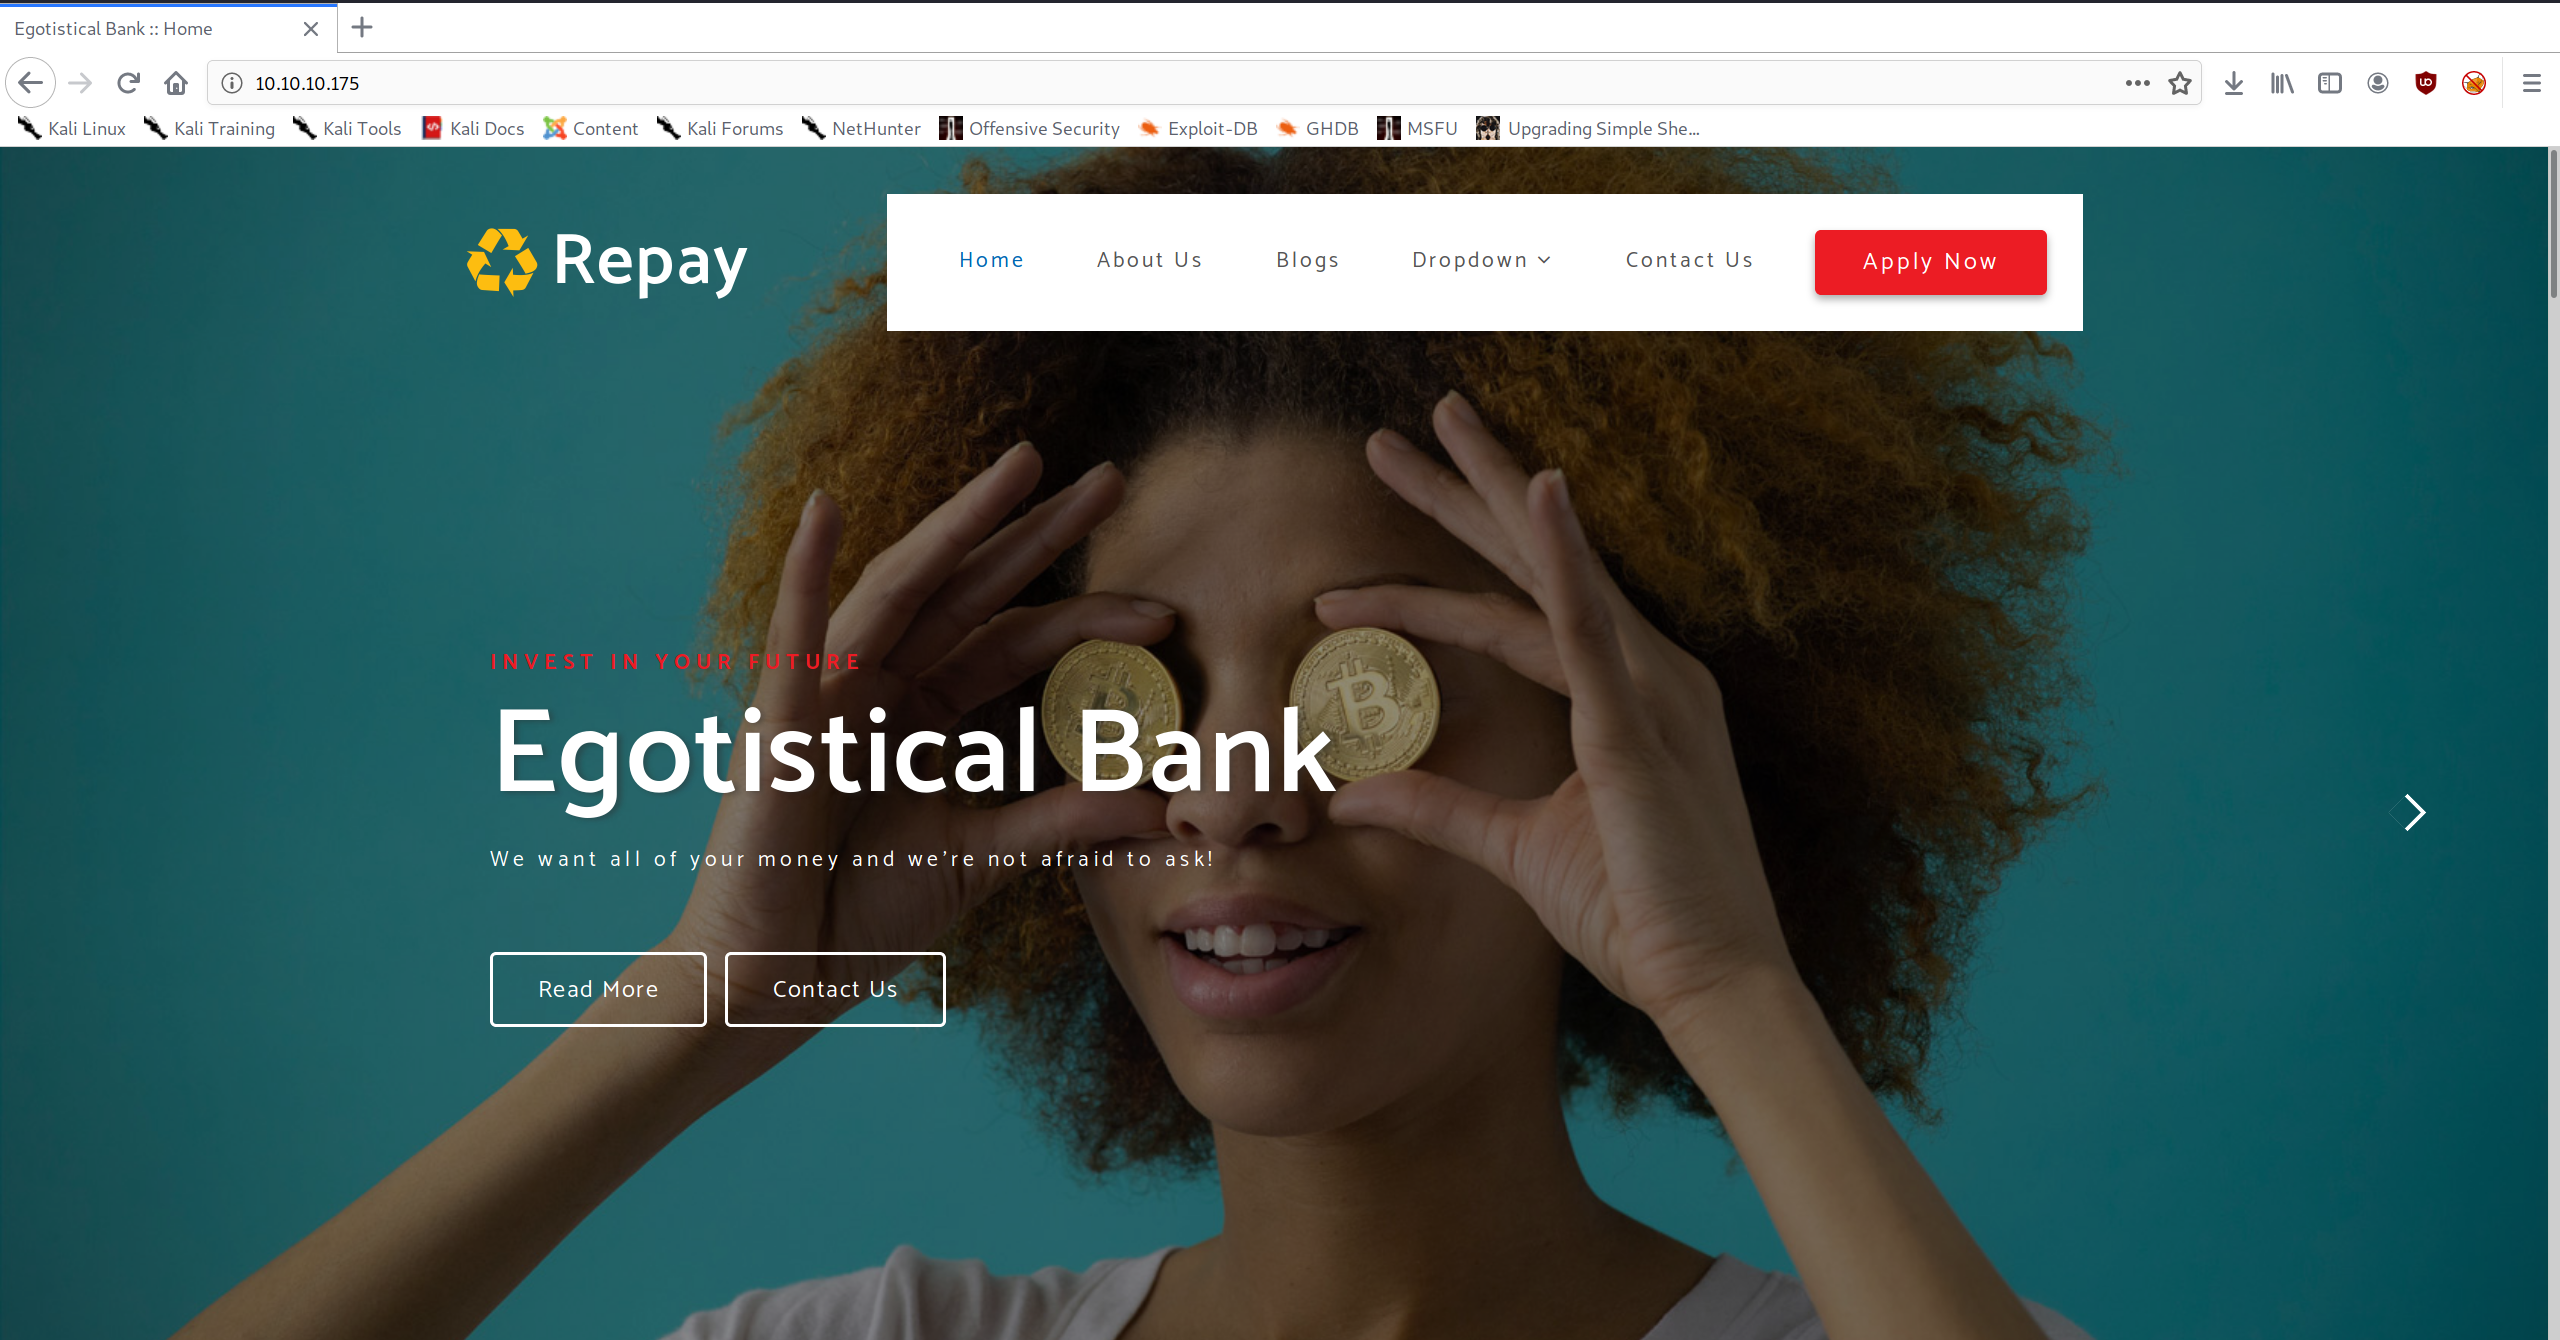 Egotistical Bank :: Home
10.10.10.175
Kali Linux Kali Training Kali Tools Kali Docs Content Kali Forums NetHunter Offensive Security Exploit-DB GHDB MSFU Upgrading Simple She...
Repay
Home About Us Blogs Dropdown Contact Us Apply Now
INVEST IN YOUR FUTURE
Egotistical Bank
We want all of your money and we're not afraid to ask!
Read More Contact Us